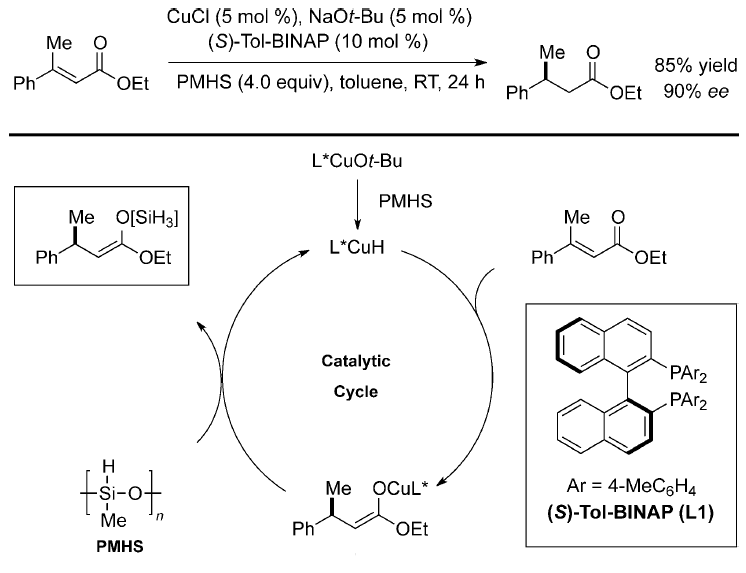 CuCl (5 mol %), NaOt-Bu (5 mol %)
(S)-Tol-BINAP (10 mol %)
PMHS (4.0 equiv), toluene, RT, 24 h
Me
O
Ph
OEt
Me
O
Ph
OEt
85% yield
90% ee
L*CuOt-Bu
PMHS
L*CuH
Me
O[SiH3]
Ph
OEt
Me
O
Ph
OEt
Catalytic
Cycle
PAr2
PAr2
Ar = 4-MeC6H4
(S)-Tol-BINAP (L1)
H
Si
O
n
Me
PMHS
Me
OCuL*
Ph
OEt